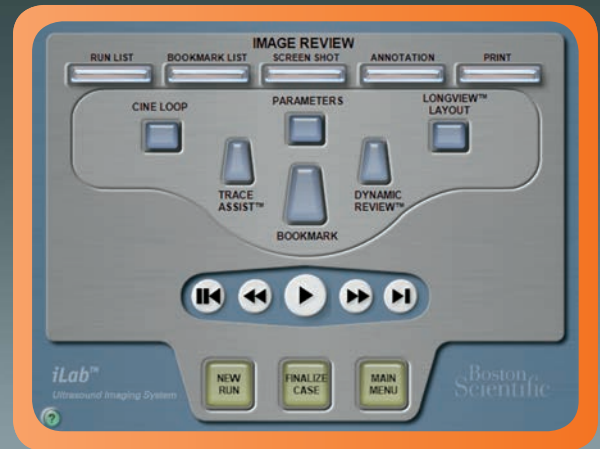 IMAGE REVIEW
RUN LIST
BOOKMARK LIST
SCREEN SHOT
ANNOTATION
PRINT
CINE LOOP
PARAMETERS
LONGVIEW™
LAYOUT
TRACE
ASSIST™
DYNAMIC
REVIEW™
BOOKMARK
NEW
RUN
FINALIZE
CASE
MAIN
MENU
iLab™
Ultrasound Imaging System
Boston
Scientific
?